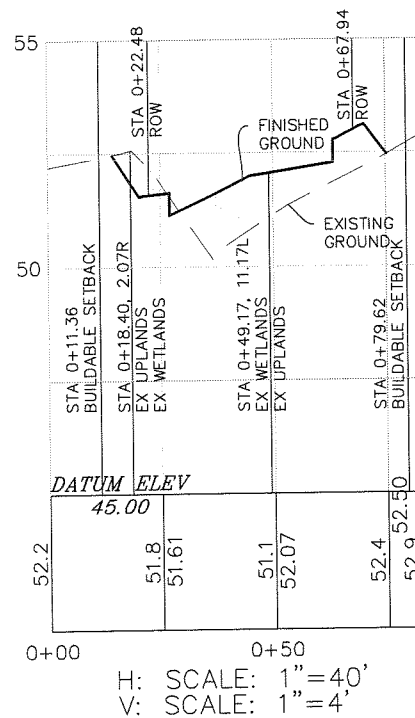 55
STA 0+22.48
ROW
STA 0+67.94
ROW
FINISHED
GROUND
EXISTING
GROUND
50
STA 0+11.36
BUILDABLE SETBACK
STA 0+18.40, 2.07R
EX UPLANDS
EX WETLANDS
STA 0+49.17, 11.17L
EX WETLANDS
EX UPLANDS
STA 0+79.62
BUILDABLE SETBACK
DATUM ELEV
45.00
52.2
51.8
51.61
51.1
52.07
52.4
52.50
52.9
0+00
0+50
H: SCALE: 1"=40'
V: SCALE: 1"=4'